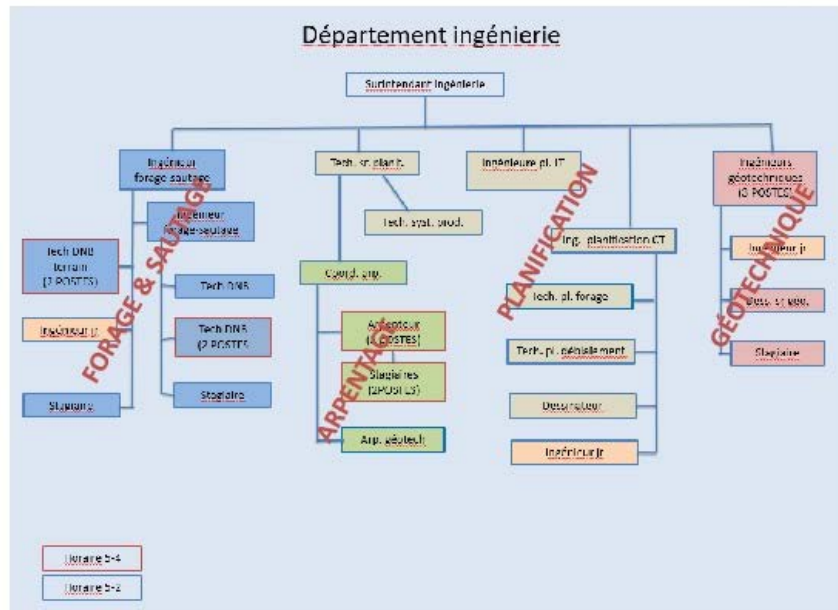 Département ingénierie
Surintendant ingénierie
Ingénieur
forage sautage
Tech. sr. planif.
Ingénieure pl. LT
Ingénieurs
géotechniques
(3 POSTES)
Ingénieur
forage-sautage
Tech. syst. prod.
Ing. planification CT
Tech DNB
terrain
(2 POSTES)
Coord. arp.
Ingénieur jr
Tech DNB
Tech. pl. forage
Dess. sr géo.
Ingénieur jr
Tech DNB
(2 POSTES
Arpenteur
POSTES)
Tech. pl. déblaiement
Stagiaire
Stagiaires
(2POSTES)
Stagiaire
Stagiaire
Dessinateur
Arp. géotech
Ingénieur jr
FORAGE & SAUTAGE
ARPENTAGE
PLANIFICATION
GÉOTECHNIQUE
Horaire 5-4
Horaire 5-2